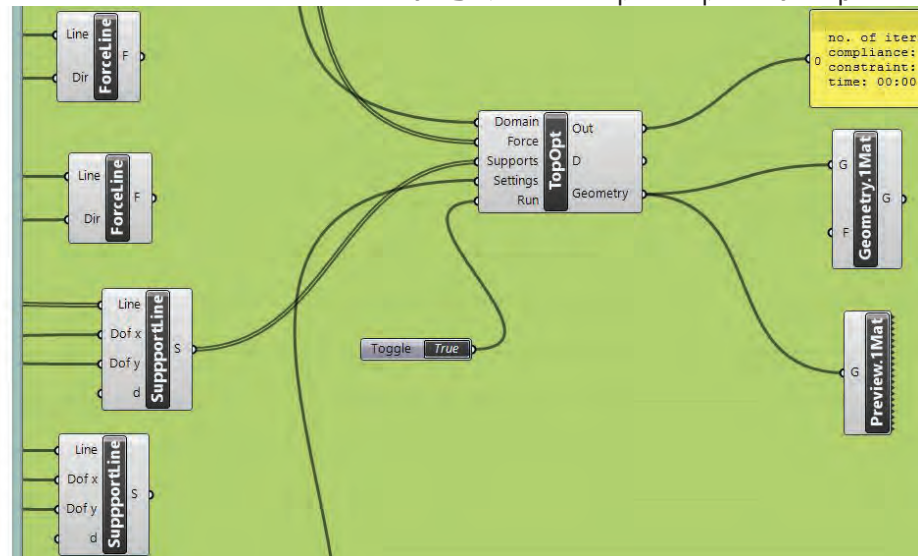 Line
Dir
ForceLine
F
Line
Dir
ForceLine
F
Line
Dof x
Dof y
d
SuppportLine
S
Line
Dof x
Dof y
d
SuppportLine
S
Domain
Force
Supports
Settings
Run
TopOpt
Out
D
Geometry
Toggle True
0
no. of iter
compliance:
constraint:
time: 00:00
G
F
Geometry.1Mat
G
G
Preview.1Mat